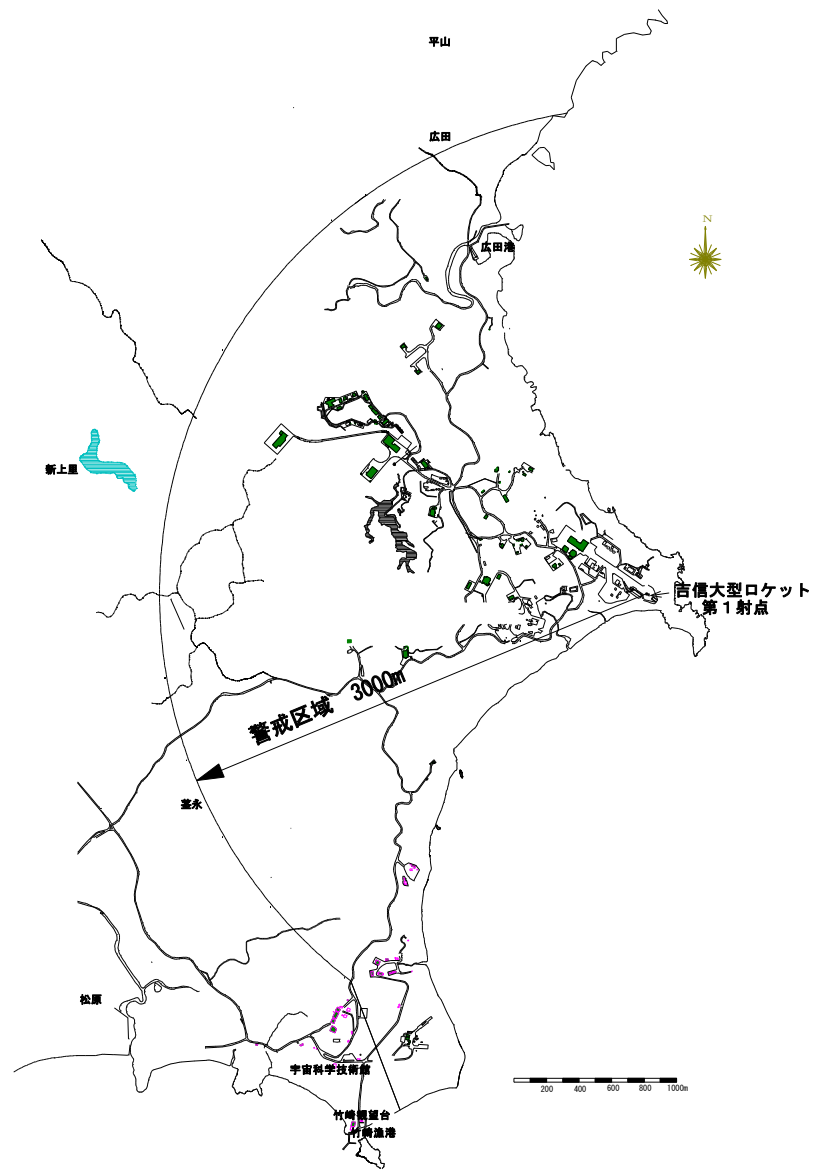 平山
広田
N
広田港
新上里
吉信大型ロケット
第１射点
警戒区域　3000m
茎永
松原
宇宙科学技術館
竹崎観望台
竹崎漁港
200 400 600 800 1000m